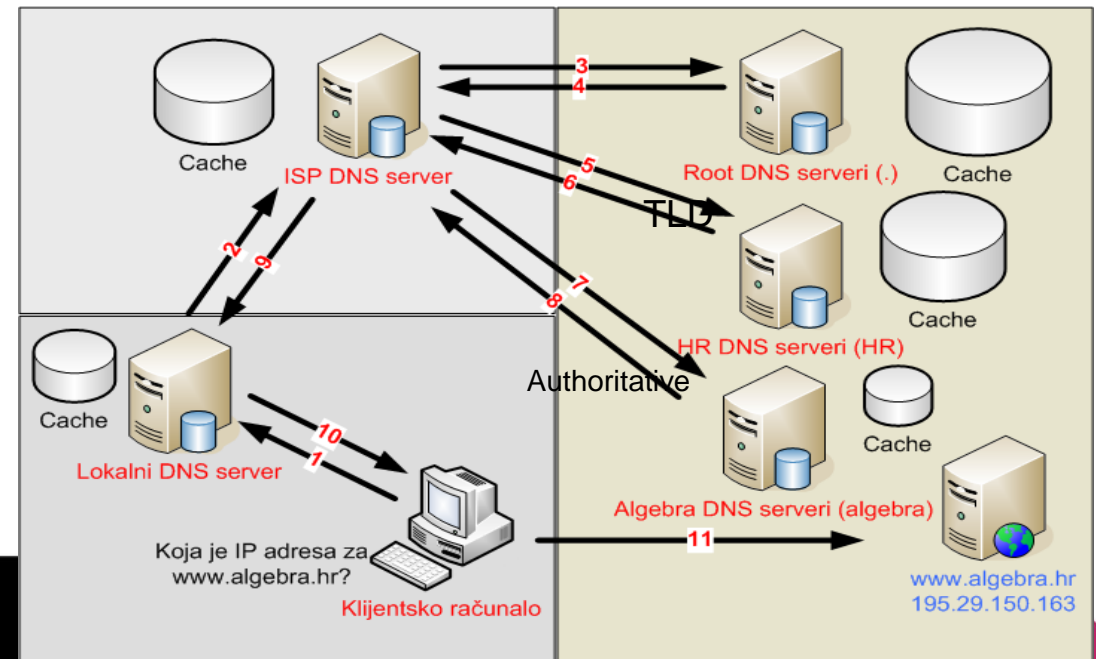 Cache
ISP DNS server
3
4
Root DNS serveri (.)
Cache
5
6
TLD
HR DNS serveri (HR)
Cache
2
9
7
8
Authoritative
Cache
Lokalni DNS server
10
1
Cache
Algebra DNS serveri (algebra)
Koja je IP adresa za
www.algebra.hr?
Klijentsko računalo
11
www.algebra.hr
195.29.150.163